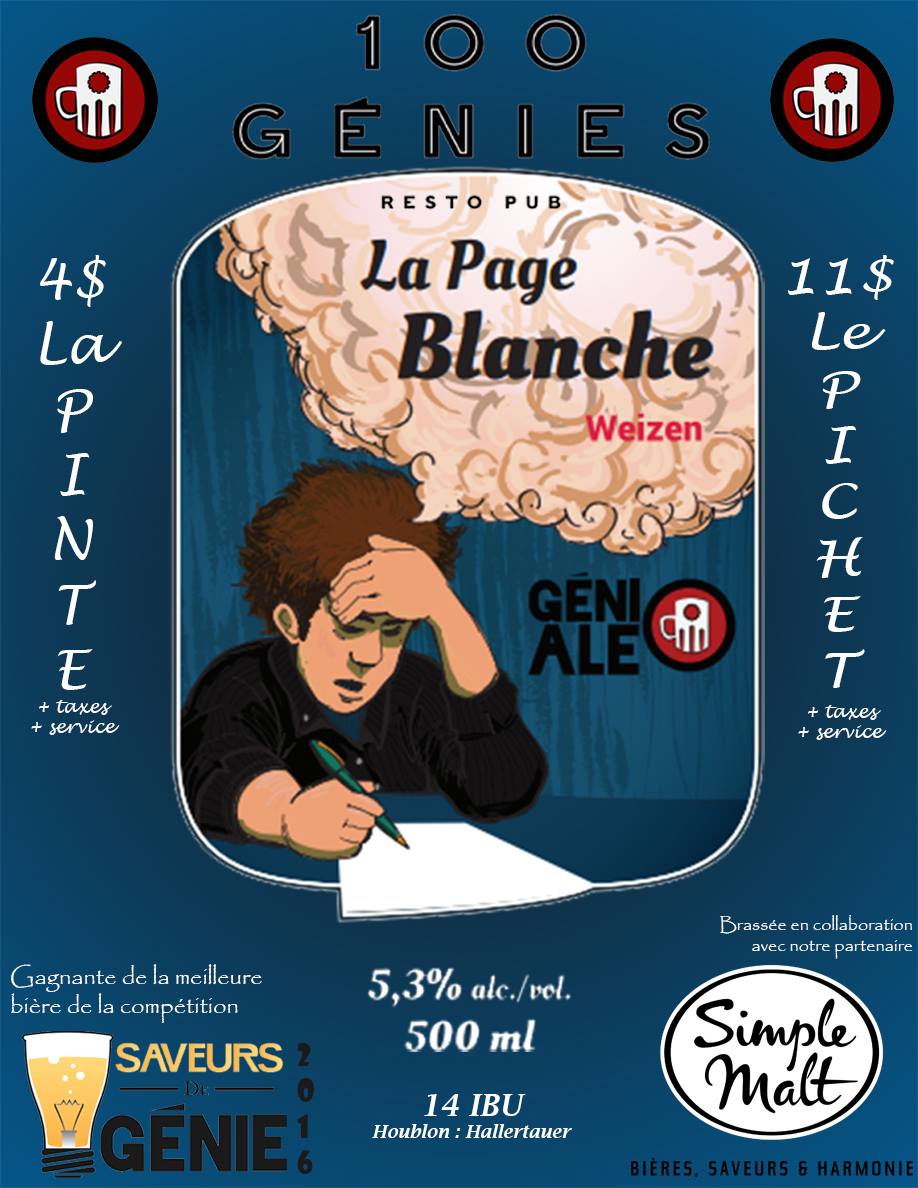 100
GÉNIES
RESTO PUB
La Page
Blanche
Weizen
GÉNI
ALE
4$
La
P
I
N
T
E
+ taxes
+ service
11$
Le
P
I
C
H
E
T
+ taxes
+ service
Gagnante de la meilleure
bière de la compétition
SAVEURS
De
GÉNIE
2016
5,3% alc./vol.
500 ml
14 IBU
Houblon : Hallertauer
Brassée en collaboration
avec notre partenaire
Simple
Malt
BIÈRES, SAVEURS & HARMONIE